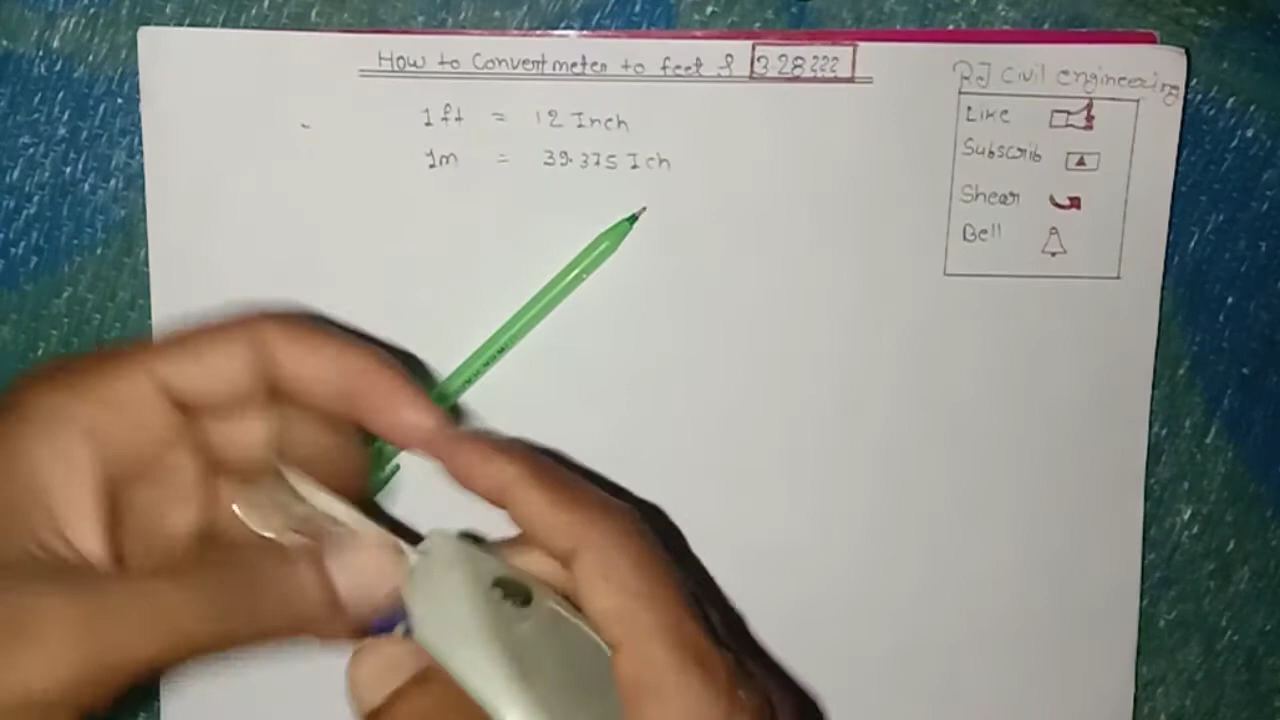 How to Convert meter to feet & 3.28???
1 ft = 12 Inch
1m = 39.375 Ich
RJ Civil engineering
Like
Subscrib
Shear
Bell